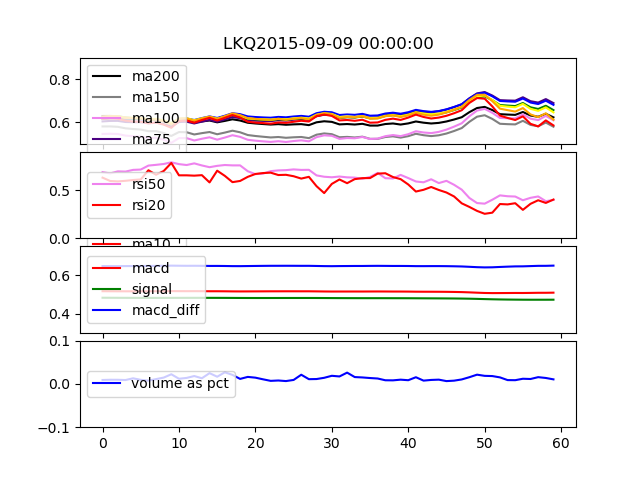 LKQ2015-09-09 00:00:00
0.8
0.6
ma200
ma150
ma100
ma75
0.5
0.0
rsi50
rsi20
ma10
0.6
0.4
macd
signal
macd_diff
0.1
0.0
−0.1
volume as pct
0 10 20 30 40 50 60